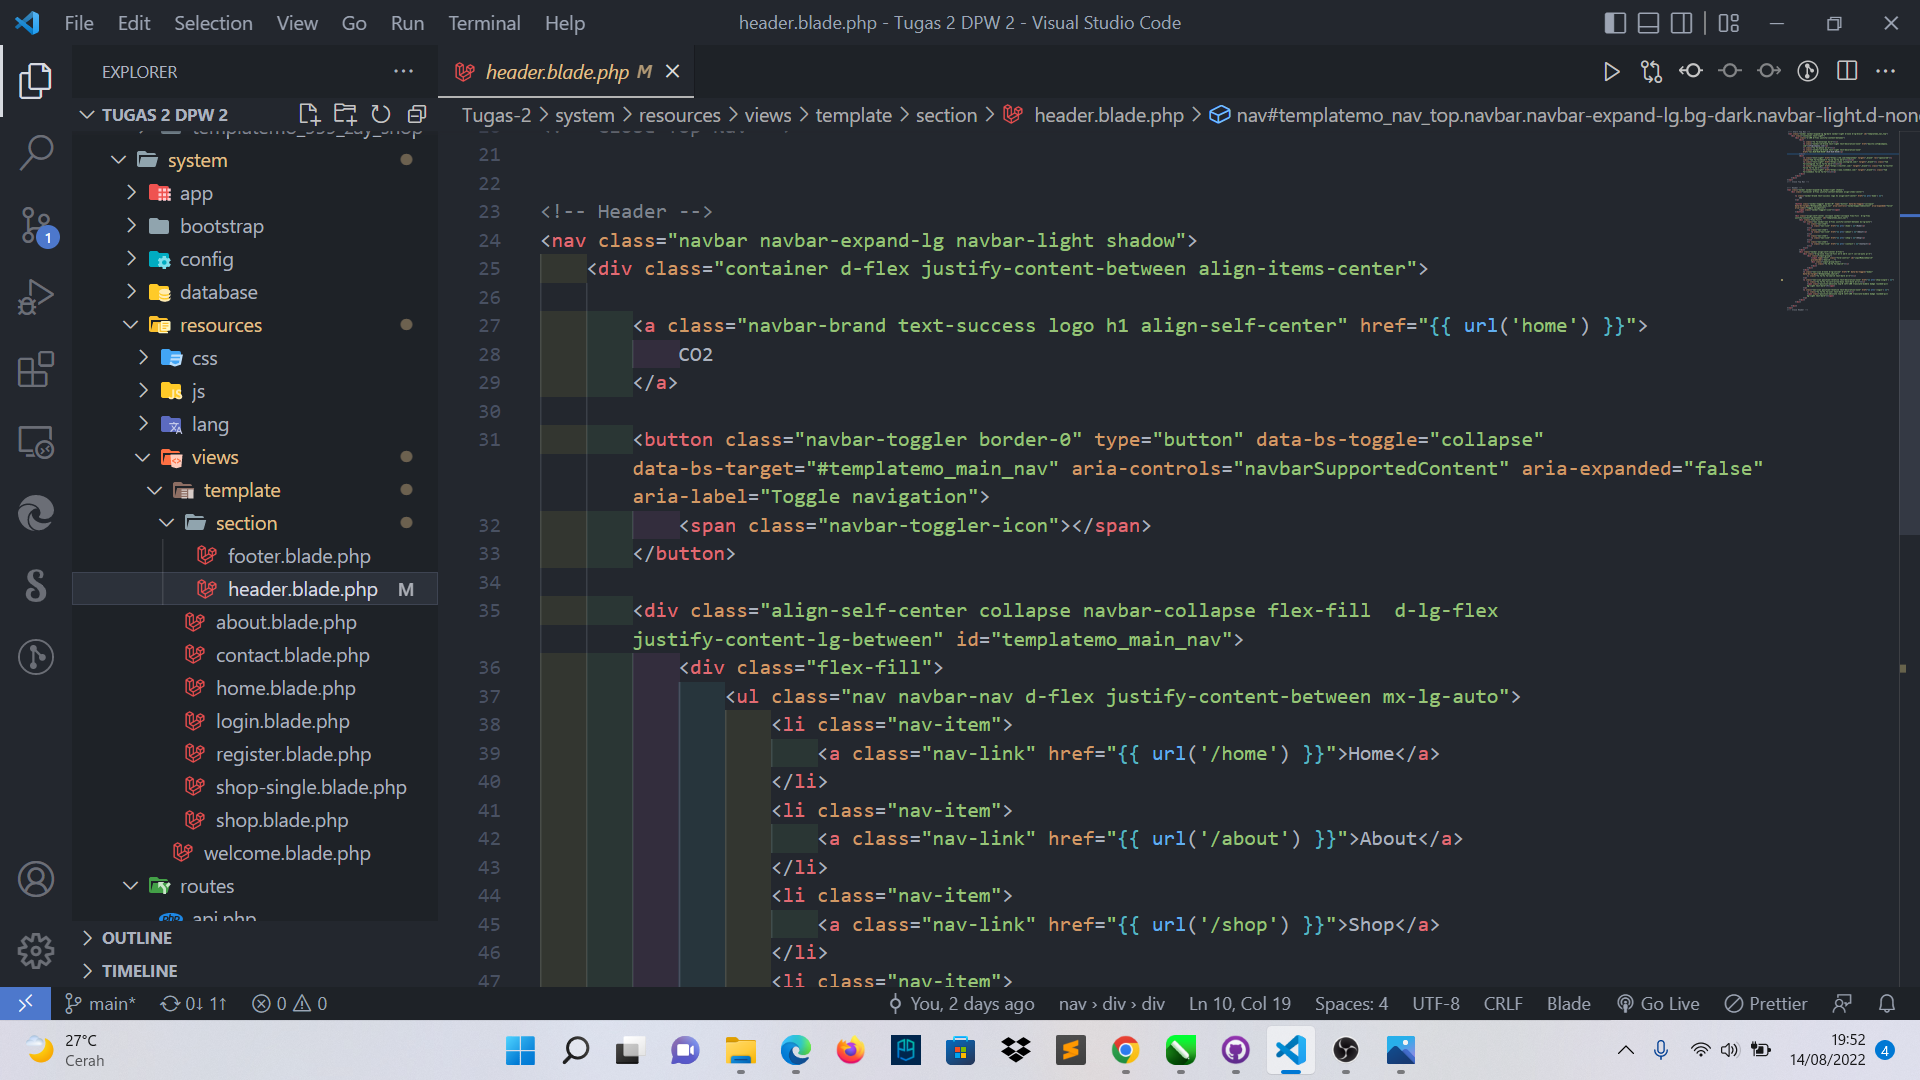 File Edit Selection View Go Run Terminal Help
header.blade.php - Tugas 2 DPW 2 - Visual Studio Code
EXPLORER
header.blade.php M
TUGAS 2 DPW 2
Tugas-2 > system > resources > views > template > section > header.blade.php > nav#templatemo_nav_top.navbar.navbar-expand-lg.bg-dark.navbar-light.d-non
system
app
bootstrap
config
database
resources
css
js
lang
views
template
section
footer.blade.php
header.blade.php M
about.blade.php
contact.blade.php
home.blade.php
login.blade.php
register.blade.php
shop-single.blade.php
shop.blade.php
welcome.blade.php
routes
api.php
OUTLINE
TIMELINE
1
21
22
23 <!-- Header -->
24 <nav class="navbar navbar-expand-lg navbar-light shadow">
25 <div class="container d-flex justify-content-between align-items-center">
26
27 <a class="navbar-brand text-success logo h1 align-self-center" href="{{ url('home') }}">
28 CO2
29 </a>
30
31 <button class="navbar-toggler border-0" type="button" data-bs-toggle="collapse"
data-bs-target="#templatemo_main_nav" aria-controls="navbarSupportedContent" aria-expanded="false"
aria-label="Toggle navigation">
32 <span class="navbar-toggler-icon"></span>
33 </button>
34
35 <div class="align-self-center collapse navbar-collapse flex-fill  d-lg-flex
justify-content-lg-between" id="templatemo_main_nav">
36 <div class="flex-fill">
37 <ul class="nav navbar-nav d-flex justify-content-between mx-lg-auto">
38 <li class="nav-item">
39 <a class="nav-link" href="{{ url('/home') }}">Home</a>
40 </li>
41 <li class="nav-item">
42 <a class="nav-link" href="{{ url('/about') }}">About</a>
43 </li>
44 <li class="nav-item">
45 <a class="nav-link" href="{{ url('/shop') }}">Shop</a>
46 </li>
47 <li class="nav-item">
main* 0↓ 1↑ 0 0
You, 2 days ago nav › div › div Ln 10, Col 19 Spaces: 4 UTF-8 CRLF Blade Go Live Prettier
27°C
Cerah
19:52
14/08/2022
4